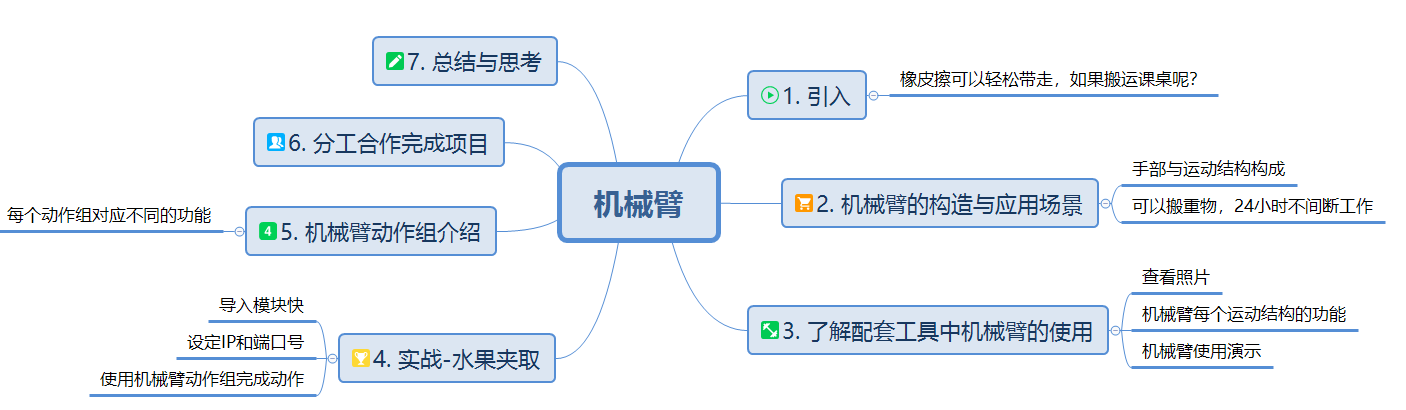 机械臂
1. 引入
橡皮擦可以轻松带走，如果搬运课桌呢？
2. 机械臂的构造与应用场景
手部与运动结构构成
可以搬重物，24小时不间断工作
3. 了解配套工具中机械臂的使用
查看照片
机械臂每个运动结构的功能
机械臂使用演示
4. 实战-水果夹取
导入模块快
设定IP和端口号
使用机械臂动作组完成动作
4
5. 机械臂动作组介绍
每个动作组对应不同的功能
6. 分工合作完成项目
7. 总结与思考